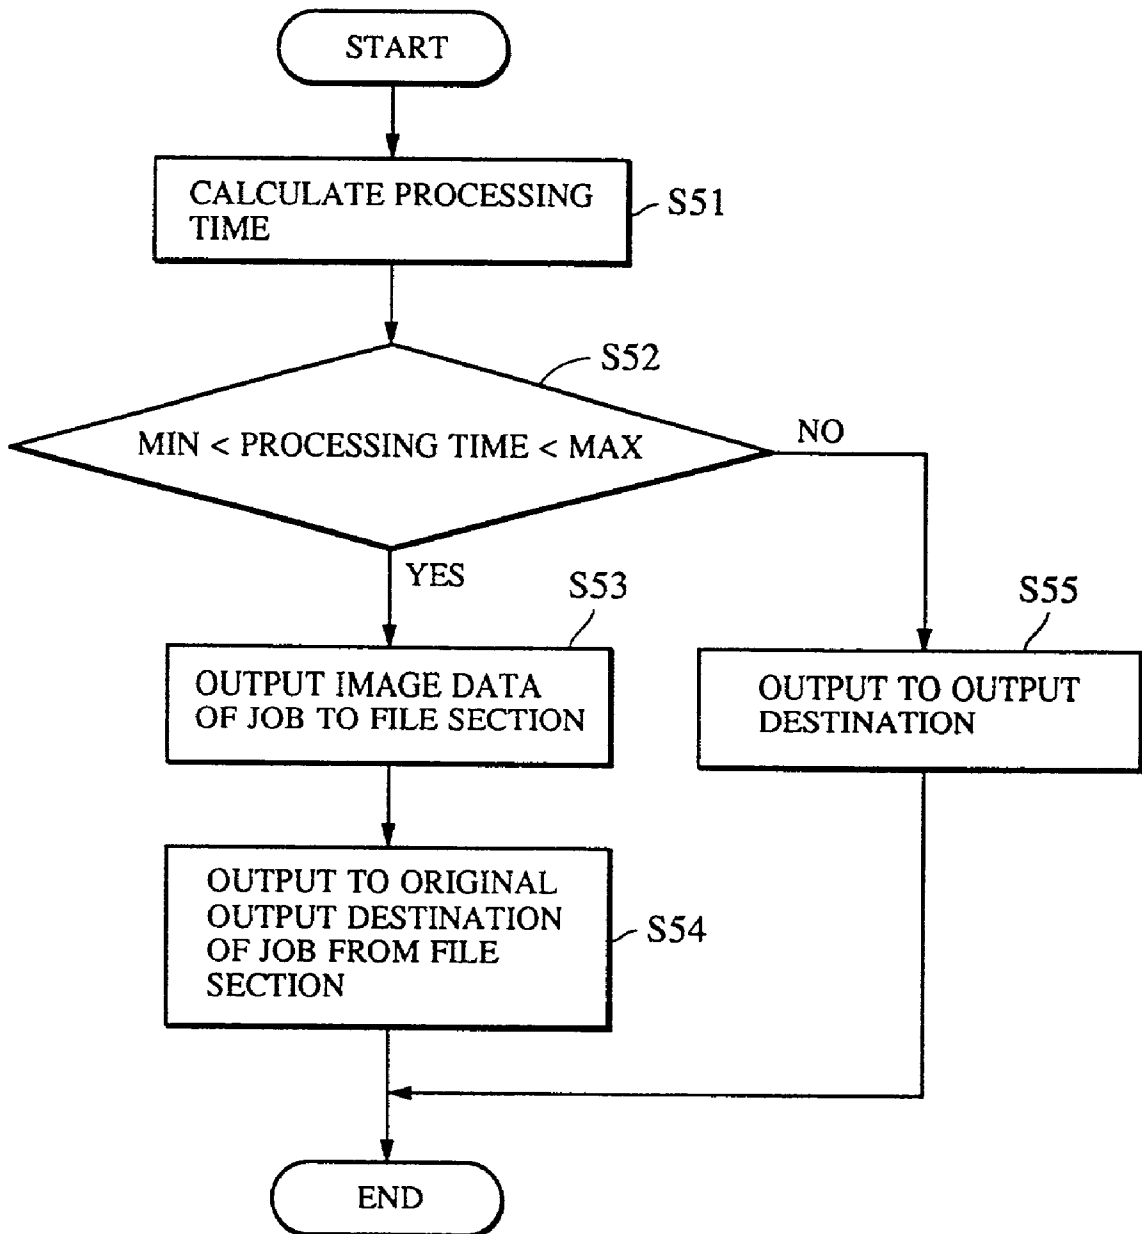 START
CALCULATE PROCESSING
TIME
S51
S52
MIN < PROCESSING TIME < MAX
NO
YES
S53
OUTPUT IMAGE DATA
OF JOB TO FILE SECTION
S55
OUTPUT TO OUTPUT
DESTINATION
OUTPUT TO ORIGINAL
OUTPUT DESTINATION
OF JOB FROM FILE
SECTION
S54
END